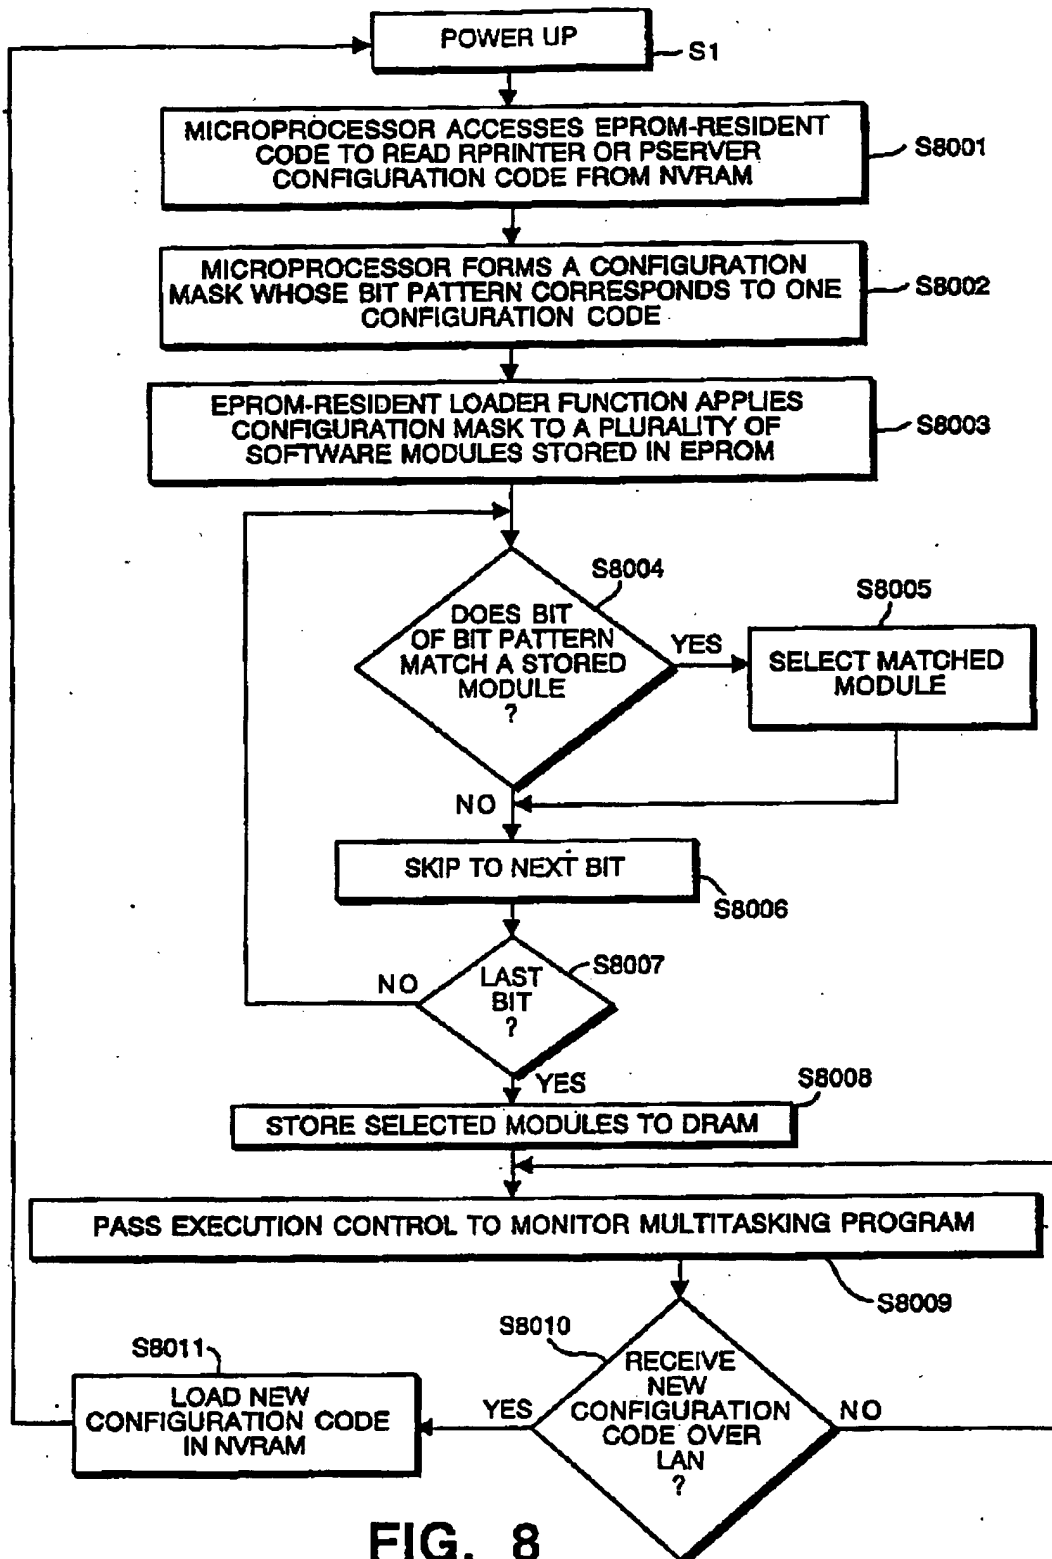 POWER UP
S1
MICROPROCESSOR ACCESSES EPROM-RESIDENT
CODE TO READ RPRINTER OR PSERVER
CONFIGURATION CODE FROM NVRAM
S8001
MICROPROCESSOR FORMS A CONFIGURATION
MASK WHOSE BIT PATTERN CORRESPONDS TO ONE
CONFIGURATION CODE
S8002
EPROM-RESIDENT LOADER FUNCTION APPLIES
CONFIGURATION MASK TO A PLURALITY OF
SOFTWARE MODULES STORED IN EPROM
S8003
S8004
DOES BIT
OF BIT PATTERN
MATCH A STORED
MODULE
?
YES
S8005
SELECT MATCHED
MODULE
NO
SKIP TO NEXT BIT
S8006
S8007
LAST
BIT
?
NO
YES
S8008
STORE SELECTED MODULES TO DRAM
PASS EXECUTION CONTROL TO MONITOR MULTITASKING PROGRAM
S8009
S8010
RECEIVE
NEW
CONFIGURATION
CODE OVER
LAN
?
YES
NO
S8011
LOAD NEW
CONFIGURATION CODE
IN NVRAM
FIG. 8